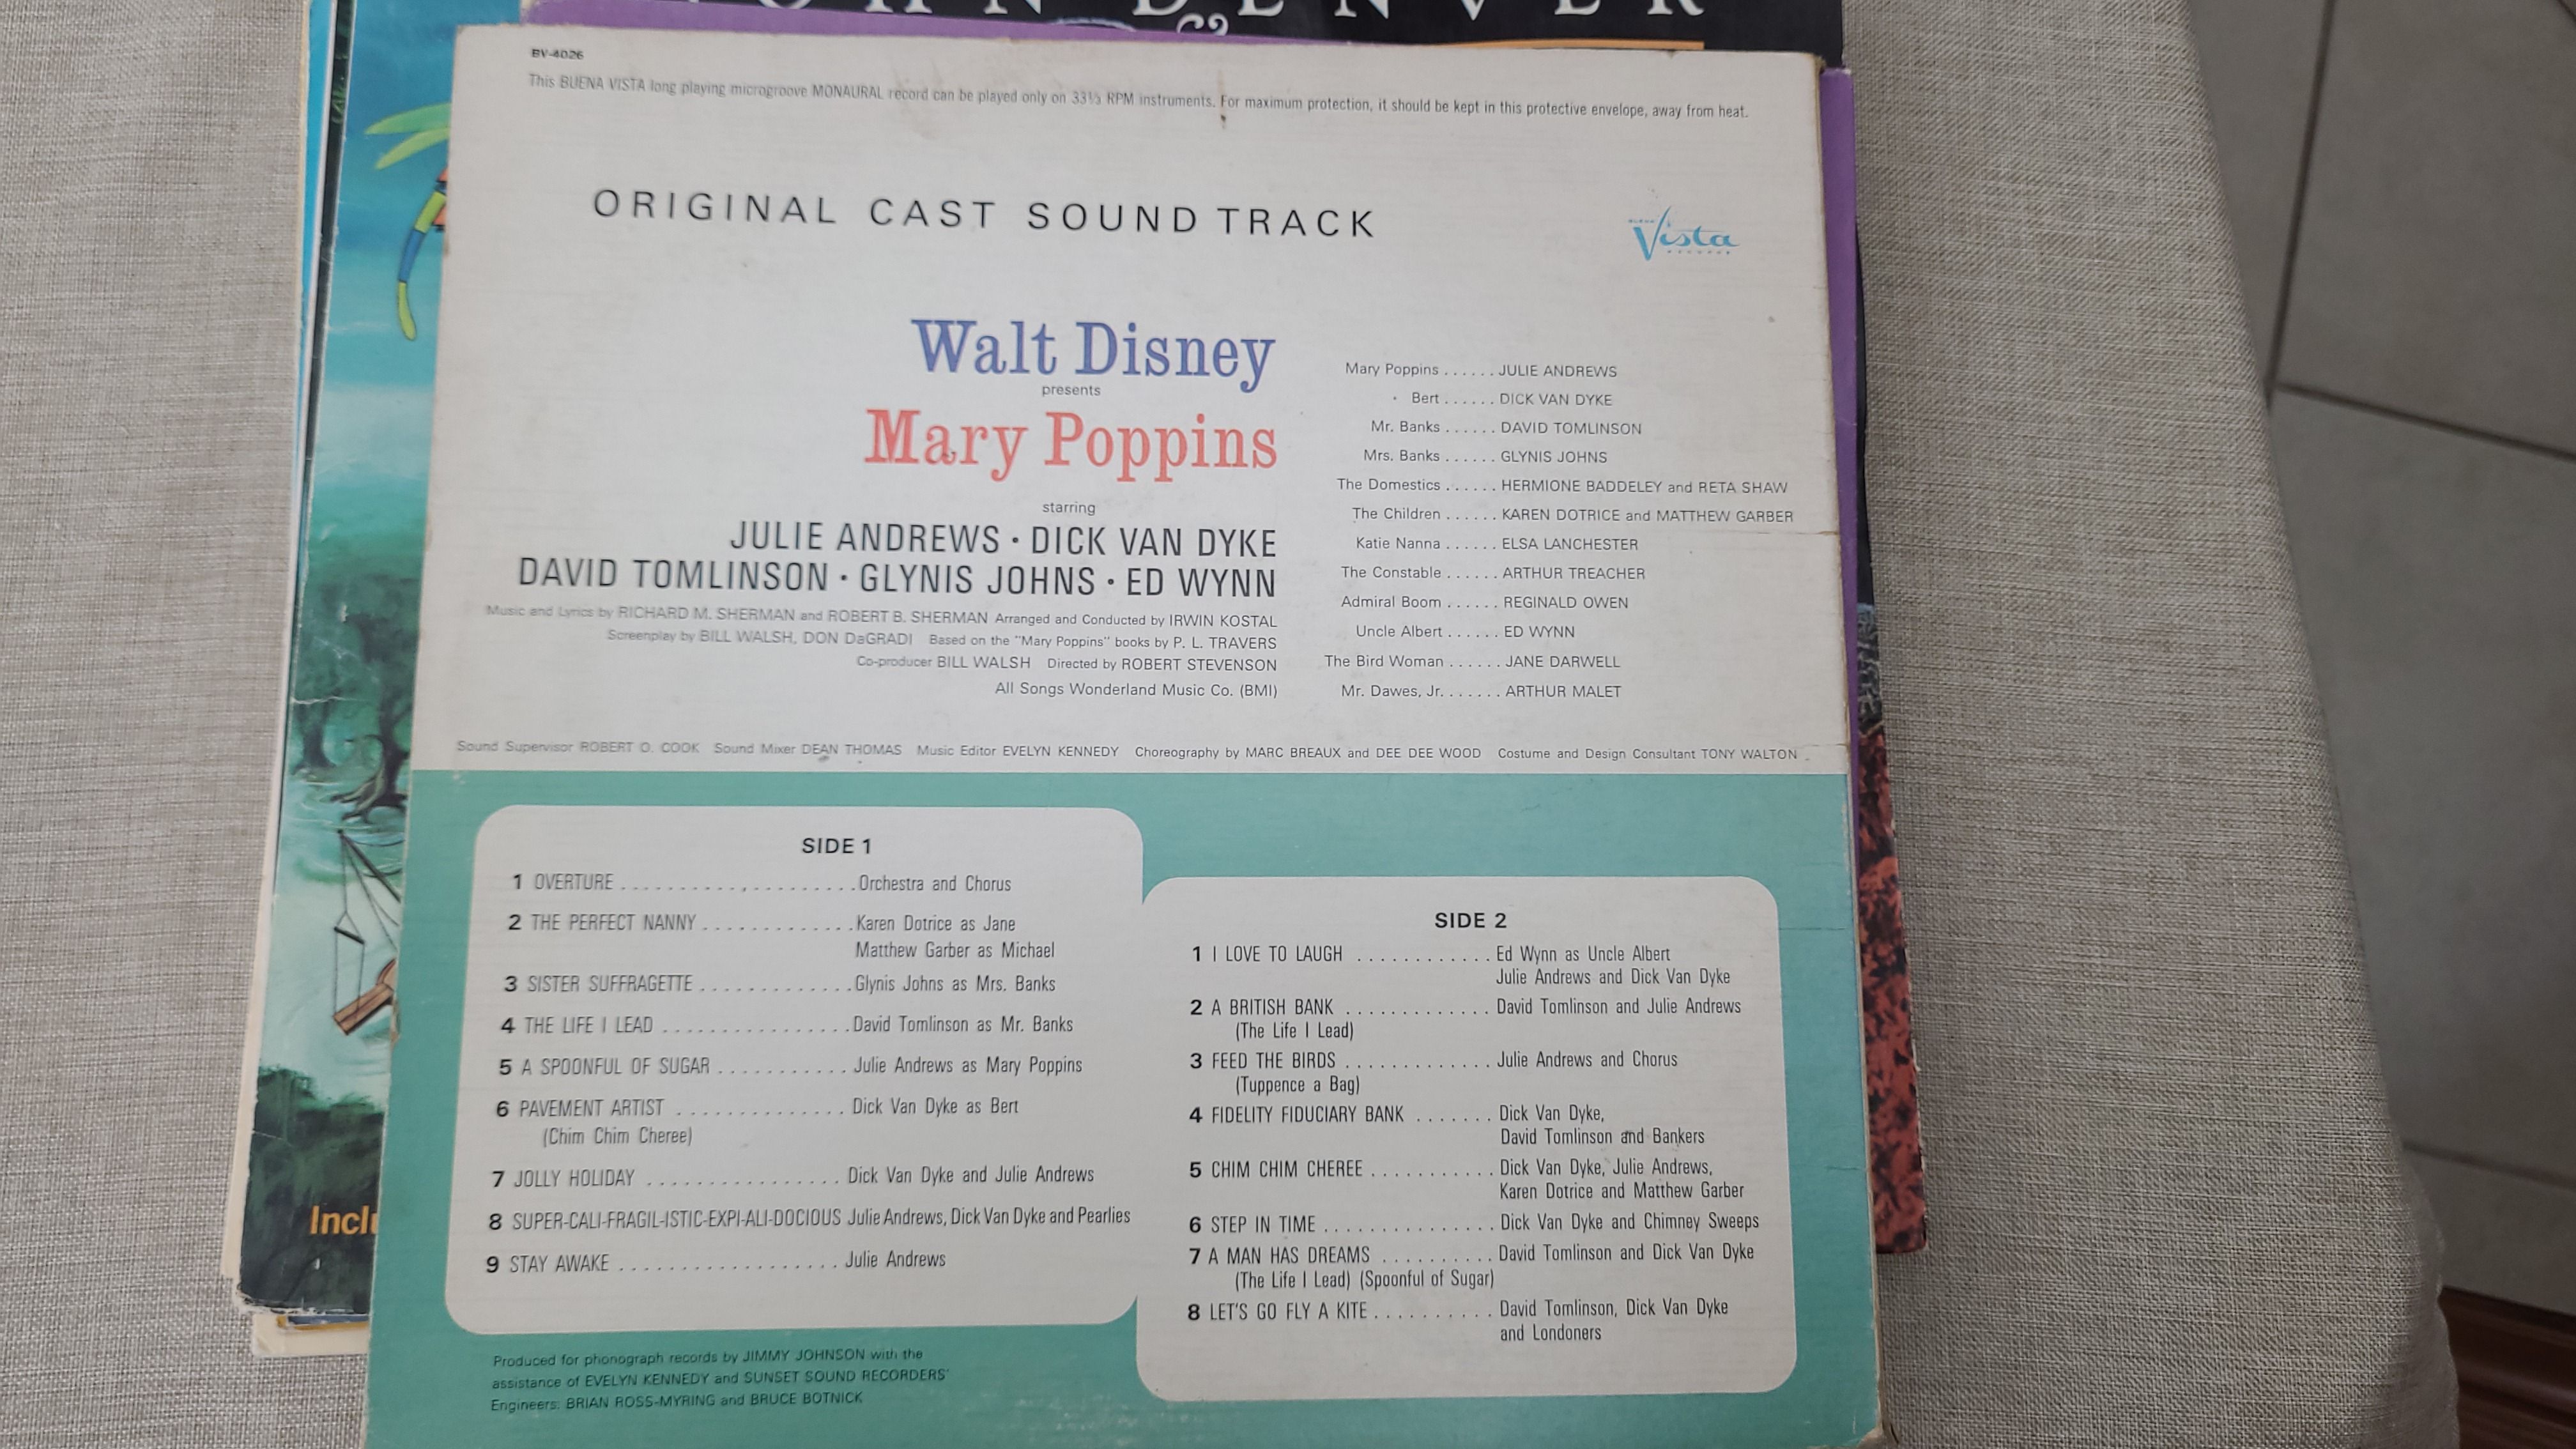 BV-4026
This BUENA VISTA long playing microgroove MONAURAL record can be played only on 33⅓ RPM instruments. For maximum protection, it should be kept in this protective envelope, away from heat.
ORIGINAL CAST SOUND TRACK
Vista
Walt Disney
presents
Mary Poppins
starring
JULIE ANDREWS · DICK VAN DYKE
DAVID TOMLINSON · GLYNIS JOHNS · ED WYNN
Music and Lyrics by RICHARD M. SHERMAN and ROBERT B. SHERMAN Arranged and Conducted by IRWIN KOSTAL
Screenplay by BILL WALSH, DON DaGRADI Based on the "Mary Poppins" books by P. L. TRAVERS
Co-producer BILL WALSH Directed by ROBERT STEVENSON
All Songs Wonderland Music Co. (BMI)
Mary Poppins ...... JULIE ANDREWS
Bert ...... DICK VAN DYKE
Mr. Banks ...... DAVID TOMLINSON
Mrs. Banks ...... GLYNIS JOHNS
The Domestics ...... HERMIONE BADDELEY and RETA SHAW
The Children ...... KAREN DOTRICE and MATTHEW GARBER
Katie Nanna ...... ELSA LANCHESTER
The Constable ...... ARTHUR TREACHER
Admiral Boom ...... REGINALD OWEN
Uncle Albert ...... ED WYNN
The Bird Woman ...... JANE DARWELL
Mr. Dawes, Jr. ...... ARTHUR MALET
Sound Supervisor ROBERT O. COOK Sound Mixer DEAN THOMAS Music Editor EVELYN KENNEDY Choreography by MARC BREAUX and DEE DEE WOOD Costume and Design Consultant TONY WALTON
SIDE 1
1 OVERTURE .................... Orchestra and Chorus
2 THE PERFECT NANNY ............. Karen Dotrice as Jane
Matthew Garber as Michael
3 SISTER SUFFRAGETTE ............. Glynis Johns as Mrs. Banks
4 THE LIFE I LEAD ................ David Tomlinson as Mr. Banks
5 A SPOONFUL OF SUGAR ........... Julie Andrews as Mary Poppins
6 PAVEMENT ARTIST .............. Dick Van Dyke as Bert
(Chim Chim Cheree)
7 JOLLY HOLIDAY ................. Dick Van Dyke and Julie Andrews
8 SUPER-CALI-FRAGIL-ISTIC-EXPI-ALI-DOCIOUS Julie Andrews, Dick Van Dyke and Pearlies
9 STAY AWAKE ................... Julie Andrews
SIDE 2
1 I LOVE TO LAUGH ............ Ed Wynn as Uncle Albert
Julie Andrews and Dick Van Dyke
2 A BRITISH BANK ............. David Tomlinson and Julie Andrews
(The Life I Lead)
3 FEED THE BIRDS ............. Julie Andrews and Chorus
(Tuppence a Bag)
4 FIDELITY FIDUCIARY BANK ....... Dick Van Dyke,
David Tomlinson and Bankers
5 CHIM CHIM CHEREE ........... Dick Van Dyke, Julie Andrews,
Karen Dotrice and Matthew Garber
6 STEP IN TIME ............... Dick Van Dyke and Chimney Sweeps
7 A MAN HAS DREAMS .......... David Tomlinson and Dick Van Dyke
(The Life I Lead) (Spoonful of Sugar)
8 LET'S GO FLY A KITE .......... David Tomlinson, Dick Van Dyke
and Londoners
Produced for phonograph records by JIMMY JOHNSON with the
assistance of EVELYN KENNEDY and SUNSET SOUND RECORDERS'
Engineers: BRIAN ROSS-MYRING and BRUCE BOTNICK